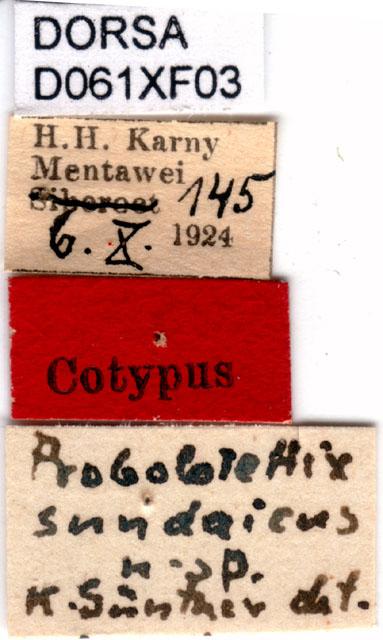 DORSA
D061XF03
H.H. Karny
Mentawei
Siberoet 145
6. X. 1924
Cotypus
Probolotettix
sundaicus
n. sp.
K. Günther det.